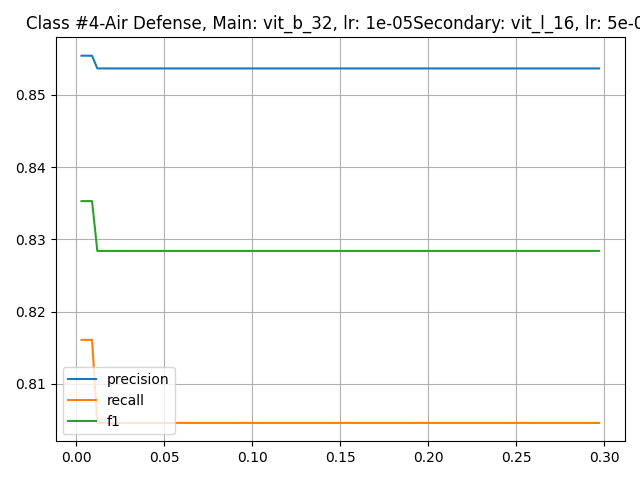 Class #4-Air Defense, Main: vit_b_32, lr: 1e-05Secondary: vit_l_16, lr: 5e-0
0.85
0.84
0.83
0.82
0.81
precision
recall
f1
0.00 0.05 0.10 0.15 0.20 0.25 0.30